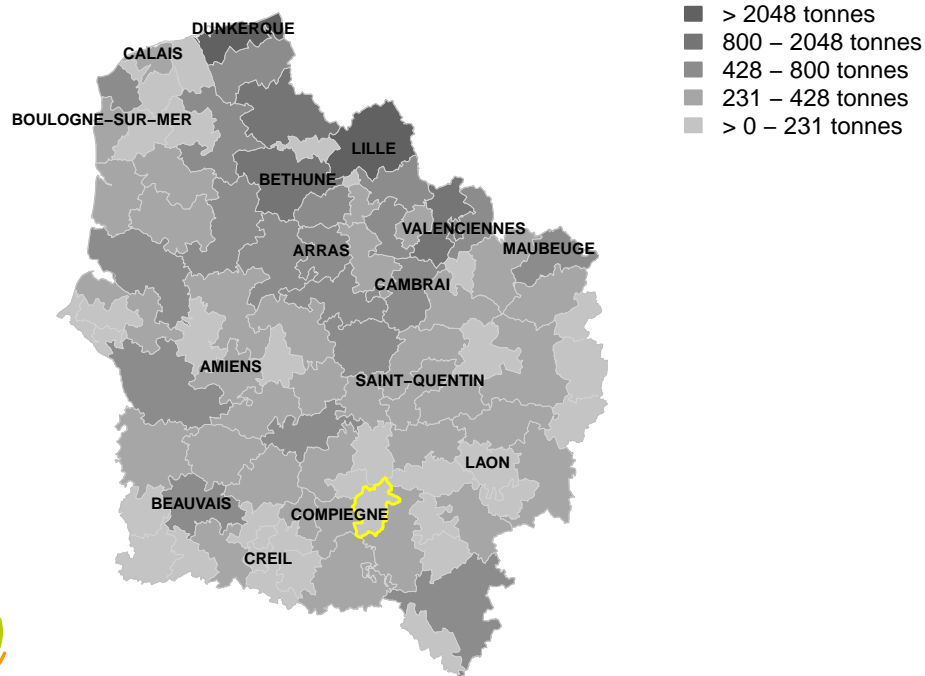 > 2048 tonnes
800 – 2048 tonnes
428 – 800 tonnes
231 – 428 tonnes
> 0 – 231 tonnes
DUNKERQUE
CALAIS
BOULOGNE–SUR–MER
LILLE
BETHUNE
VALENCIENNES
ARRAS
MAUBEUGE
CAMBRAI
AMIENS
SAINT–QUENTIN
LAON
BEAUVAIS
COMPIEGNE
CREIL